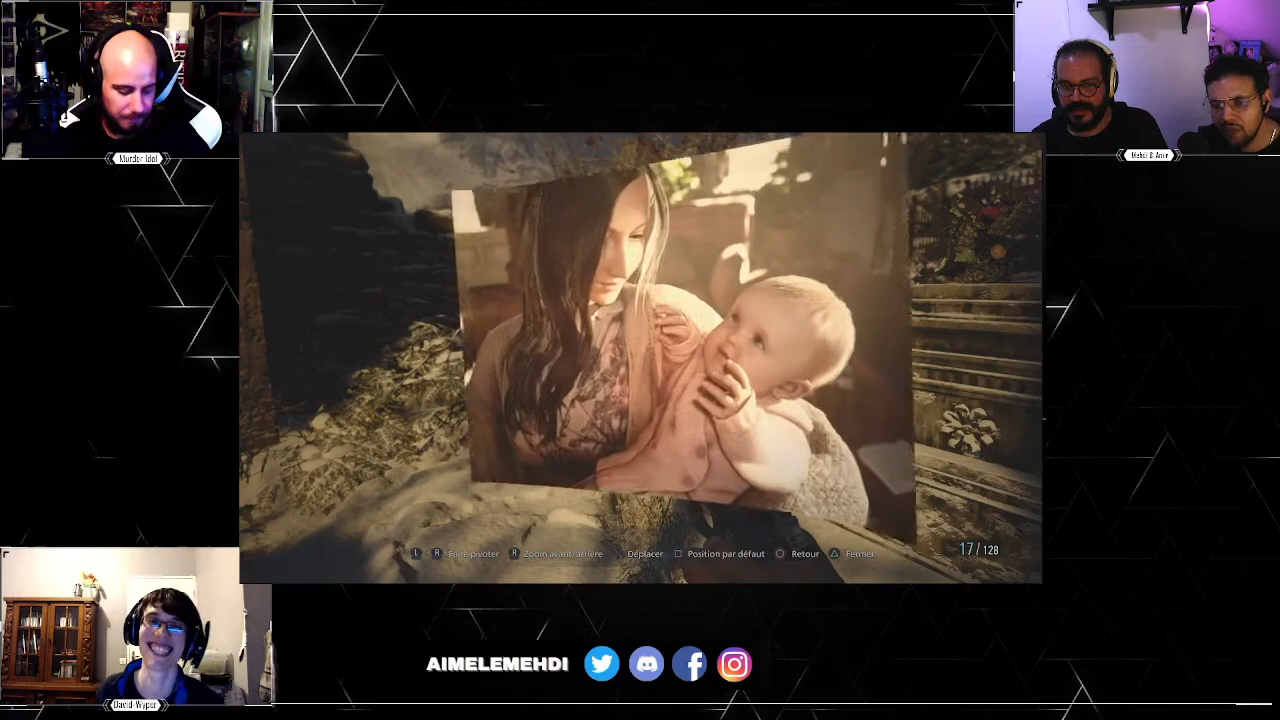 Murder Idol
Mehdi & Amir
L R Faire pivoter R Zoom avant/arrière Déplacer Position par défaut Retour Fermer
17/128
AIMELEMEHDI
David-Wyper